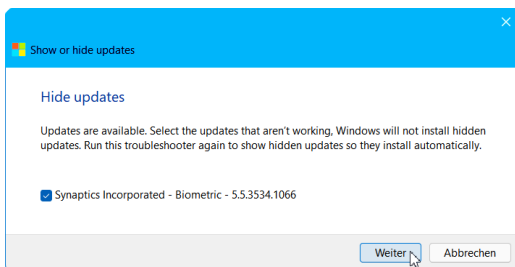 Show or hide updates
Hide updates
Updates are available. Select the updates that aren't working, Windows will not install hidden
updates. Run this troubleshooter again to show hidden updates so they install automatically.
Synaptics Incorporated - Biometric - 5.5.3534.1066
Weiter Abbrechen